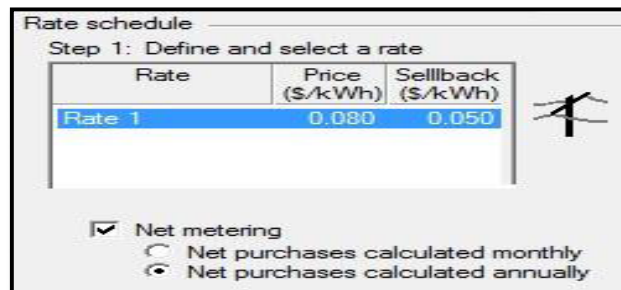 Rate schedule
Step 1: Define and select a rate
Rate Price Selllback
($/kWh) ($/kWh)
Rate 1 0.080 0.050
Net metering
Net purchases calculated monthly
Net purchases calculated annually